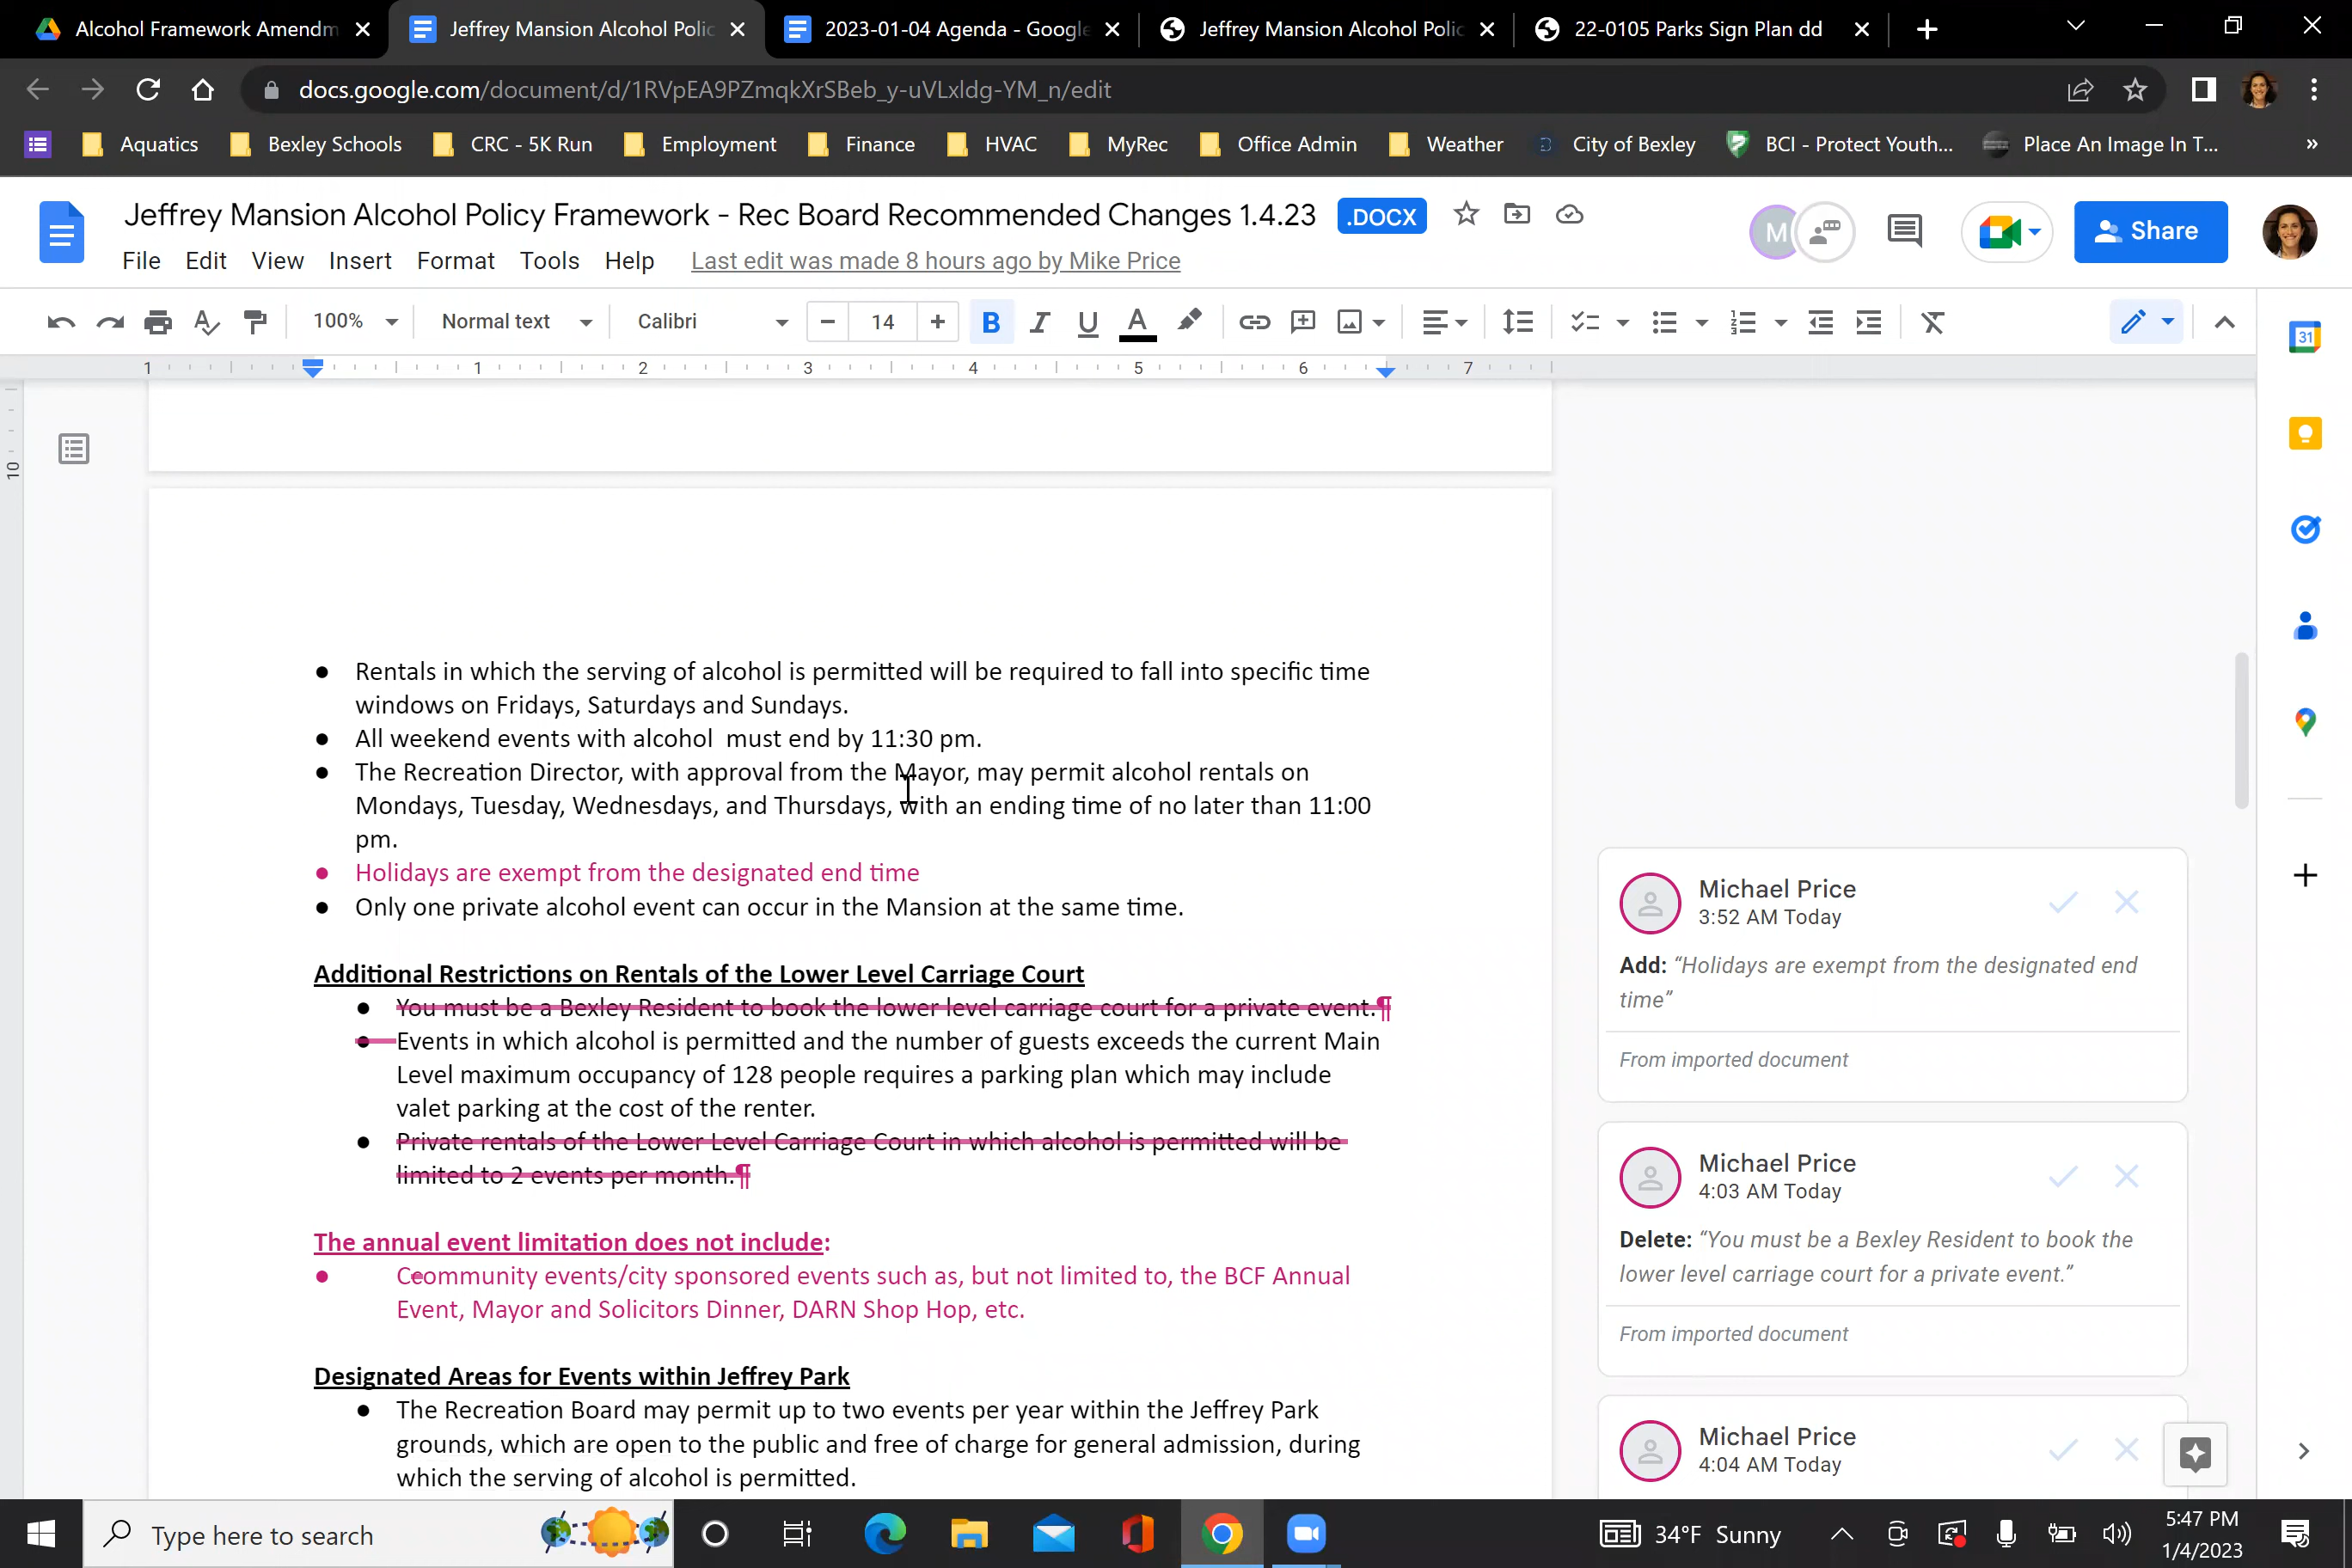 Alcohol Framework Amendm
Jeffrey Mansion Alcohol Polic
2023-01-04 Agenda - Google
Jeffrey Mansion Alcohol Polic
22-0105 Parks Sign Plan dd
docs.google.com/document/d/1RVpEA9PZmqkXrSBeb_y-uVLxldg-YM_n/edit
Aquatics
Bexley Schools
CRC - 5K Run
Employment
Finance
HVAC
MyRec
Office Admin
Weather
City of Bexley
BCI - Protect Youth...
Place An Image In T...
»
Jeffrey Mansion Alcohol Policy Framework - Rec Board Recommended Changes 1.4.23
.DOCX
M
Share
File Edit View Insert Format Tools Help
Last edit was made 8 hours ago by Mike Price
100% Normal text Calibri 14 B I U A
31
1 1 2 3 4 5 6 7
10
• Rentals in which the serving of alcohol is permitted will be required to fall into specific time
windows on Fridays, Saturdays and Sundays.
• All weekend events with alcohol  must end by 11:30 pm.
• The Recreation Director, with approval from the Mayor, may permit alcohol rentals on
Mondays, Tuesday, Wednesdays, and Thursdays, with an ending time of no later than 11:00
pm.
• Holidays are exempt from the designated end time
• Only one private alcohol event can occur in the Mansion at the same time.
Additional Restrictions on Rentals of the Lower Level Carriage Court
• You must be a Bexley Resident to book the lower level carriage court for a private event.¶
• Events in which alcohol is permitted and the number of guests exceeds the current Main
Level maximum occupancy of 128 people requires a parking plan which may include
valet parking at the cost of the renter.
• Private rentals of the Lower Level Carriage Court in which alcohol is permitted will be
limited to 2 events per month.¶
The annual event limitation does not include:
• Ccommunity events/city sponsored events such as, but not limited to, the BCF Annual
Event, Mayor and Solicitors Dinner, DARN Shop Hop, etc.
Designated Areas for Events within Jeffrey Park
• The Recreation Board may permit up to two events per year within the Jeffrey Park
grounds, which are open to the public and free of charge for general admission, during
which the serving of alcohol is permitted.
Michael Price
3:52 AM Today
Add: “Holidays are exempt from the designated end
time”
From imported document
Michael Price
4:03 AM Today
Delete: “You must be a Bexley Resident to book the
lower level carriage court for a private event.”
From imported document
Michael Price
4:04 AM Today
Type here to search
34°F Sunny
5:47 PM
1/4/2023